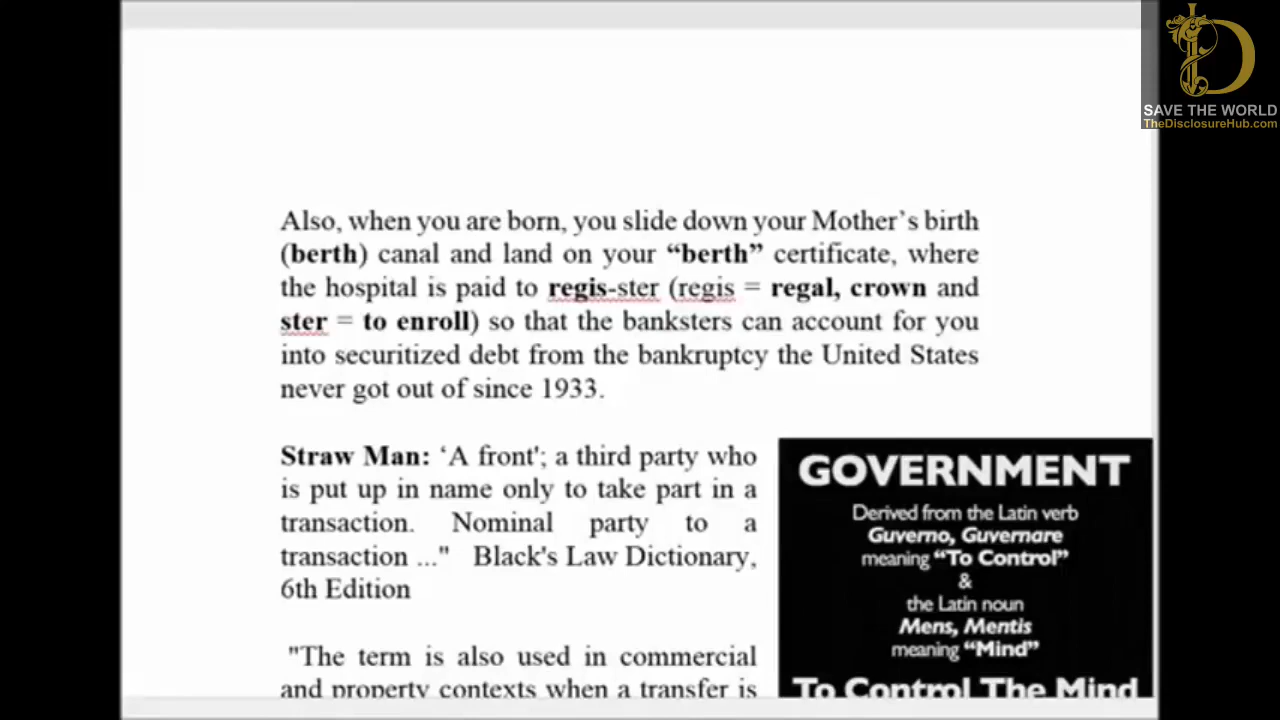 SAVE THE WORLD
TheDisclosureHub.com
Also, when you are born, you slide down your Mother's birth
(berth) canal and land on your “berth” certificate, where
the hospital is paid to regis-ster (regis = regal, crown and
ster = to enroll) so that the banksters can account for you
into securitized debt from the bankruptcy the United States
never got out of since 1933.
Straw Man: ‘A front'; a third party who
is put up in name only to take part in a
transaction. Nominal party to a
transaction ..." Black's Law Dictionary,
6th Edition
"The term is also used in commercial
and property contexts when a transfer is
GOVERNMENT
Derived from the Latin verb
Guverno, Guvernare
meaning “To Control”
&
the Latin noun
Mens, Mentis
meaning “Mind”
To Control The Mind